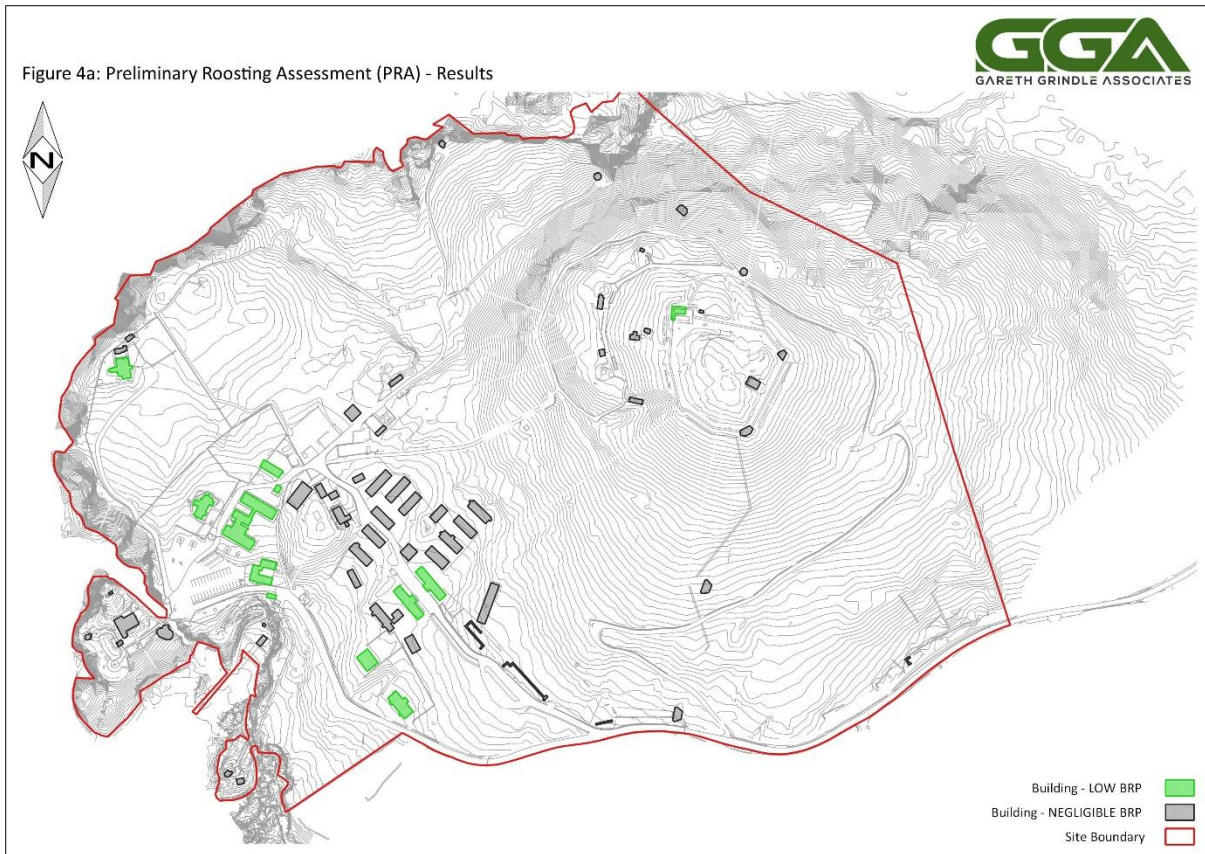 GGA
GARETH GRINDLE ASSOCIATES
Figure 4a: Preliminary Roosting Assessment (PRA) - Results
N
Building - LOW BRP
Building - NEGLIGIBLE BRP
Site Boundary